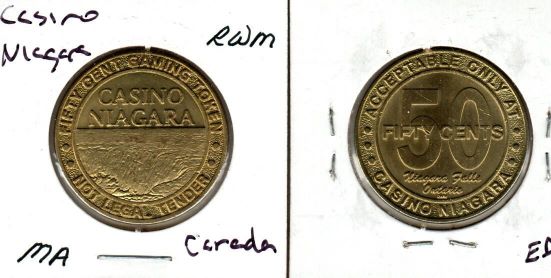 Casino
Niagara
RWM
FIFTY CENT GAMING TOKEN
CASINO
NIAGARA
NOT LEGAL TENDER
MA
Canada
ACCEPTABLE ONLY AT
50
FIFTY CENTS
Niagara Falls
Ontario
CASINO NIAGARA